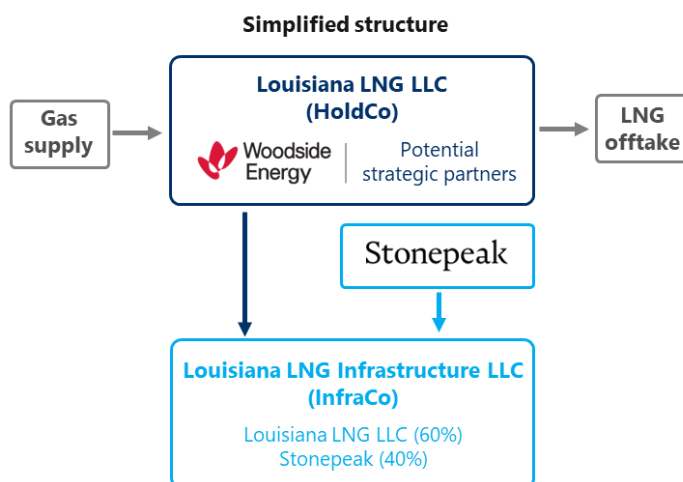 Simplified structure
Louisiana LNG LLC
(HoldCo)
Gas
supply
LNG
offtake
Woodside
Energy
Potential
strategic partners
Stonepeak
Louisiana LNG Infrastructure LLC
(InfraCo)
Louisiana LNG LLC (60%)
Stonepeak (40%)